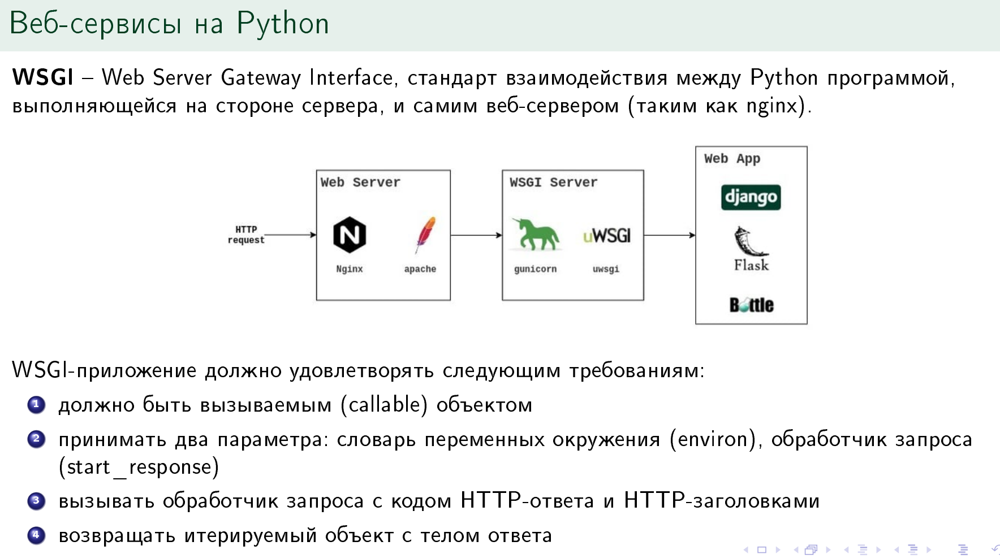 Веб-сервисы на Python
WSGI – Web Server Gateway Interface, стандарт взаимодействия между Python программой,
выполняющейся на стороне сервера, и самим веб-сервером (таким как nginx).
HTTP
request
Web Server
N
Nginx
apache
WSGI Server
uWSGI
gunicorn
uwsgi
Web App
django
Flask
Bottle
WSGI-приложение должно удовлетворять следующим требованиям:
1 должно быть вызываемым (callable) объектом
2 принимать два параметра: словарь переменных окружения (environ), обработчик запроса
(start_response)
3 вызывать обработчик запроса с кодом HTTP-ответа и HTTP-заголовками
4 возвращать итерируемый объект с телом ответа